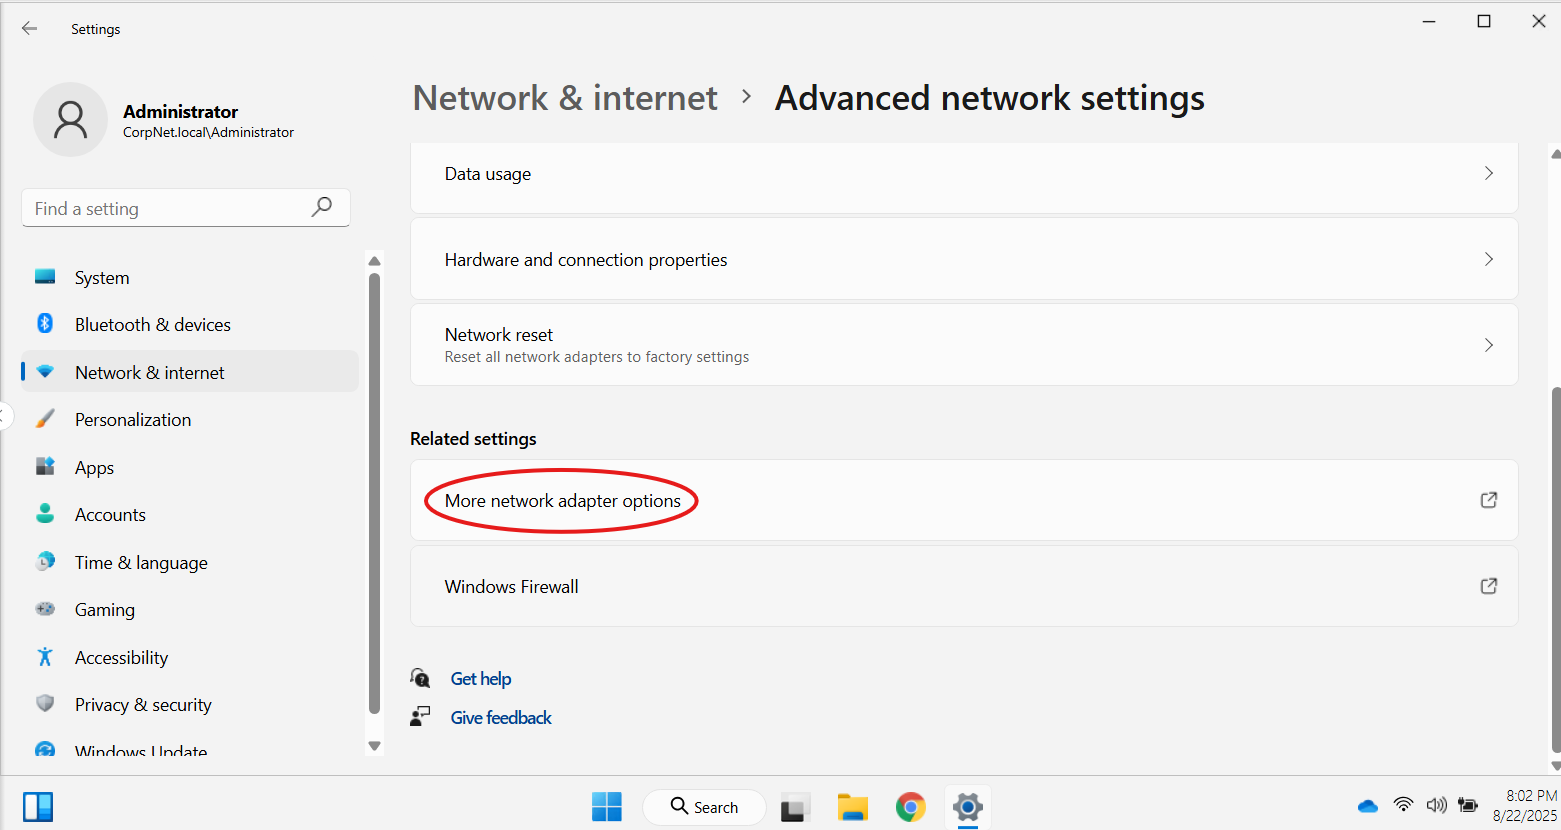 Settings
Administrator
CorpNet.local\Administrator
Find a setting
System
Bluetooth & devices
Network & internet
Personalization
Apps
Accounts
Time & language
Gaming
Accessibility
Privacy & security
Windows Update
Network & internet > Advanced network settings
Data usage
Hardware and connection properties
Network reset
Reset all network adapters to factory settings
Related settings
More network adapter options
Windows Firewall
Get help
Give feedback
Search
8:02 PM
8/22/2025